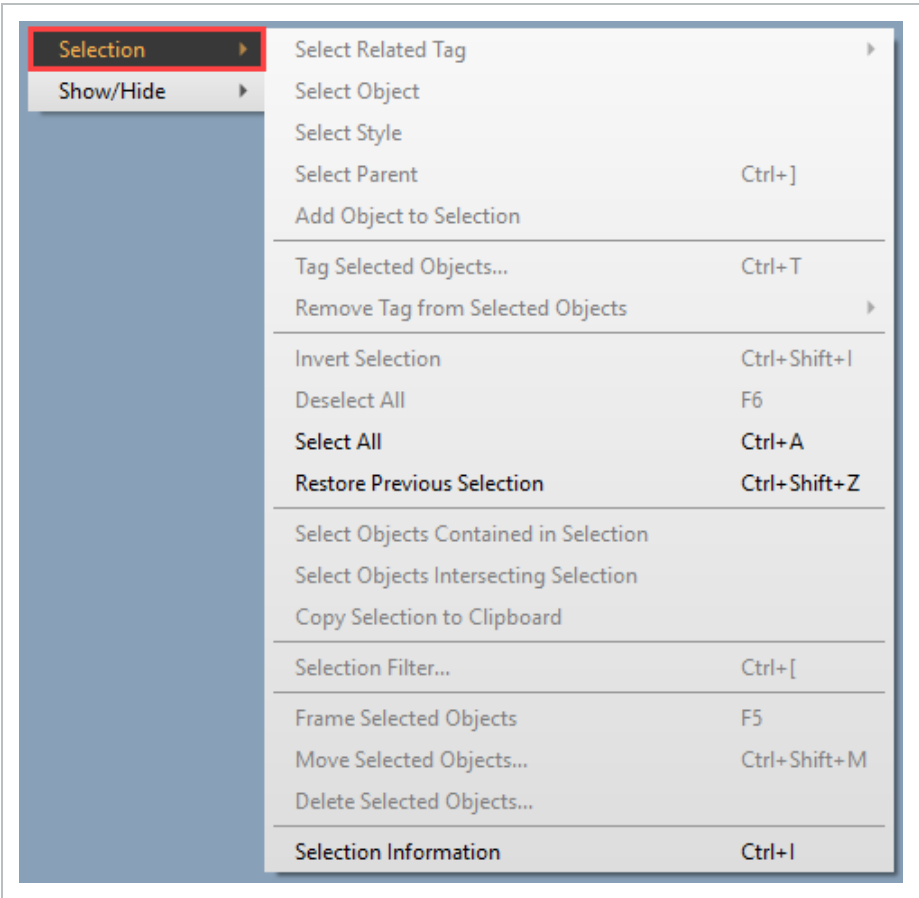 Selection
Show/Hide
Select Related Tag
Select Object
Select Style
Select Parent Ctrl+]
Add Object to Selection
Tag Selected Objects... Ctrl+T
Remove Tag from Selected Objects
Invert Selection Ctrl+Shift+I
Deselect All F6
Select All Ctrl+A
Restore Previous Selection Ctrl+Shift+Z
Select Objects Contained in Selection
Select Objects Intersecting Selection
Copy Selection to Clipboard
Selection Filter... Ctrl+[
Frame Selected Objects F5
Move Selected Objects... Ctrl+Shift+M
Delete Selected Objects...
Selection Information Ctrl+I